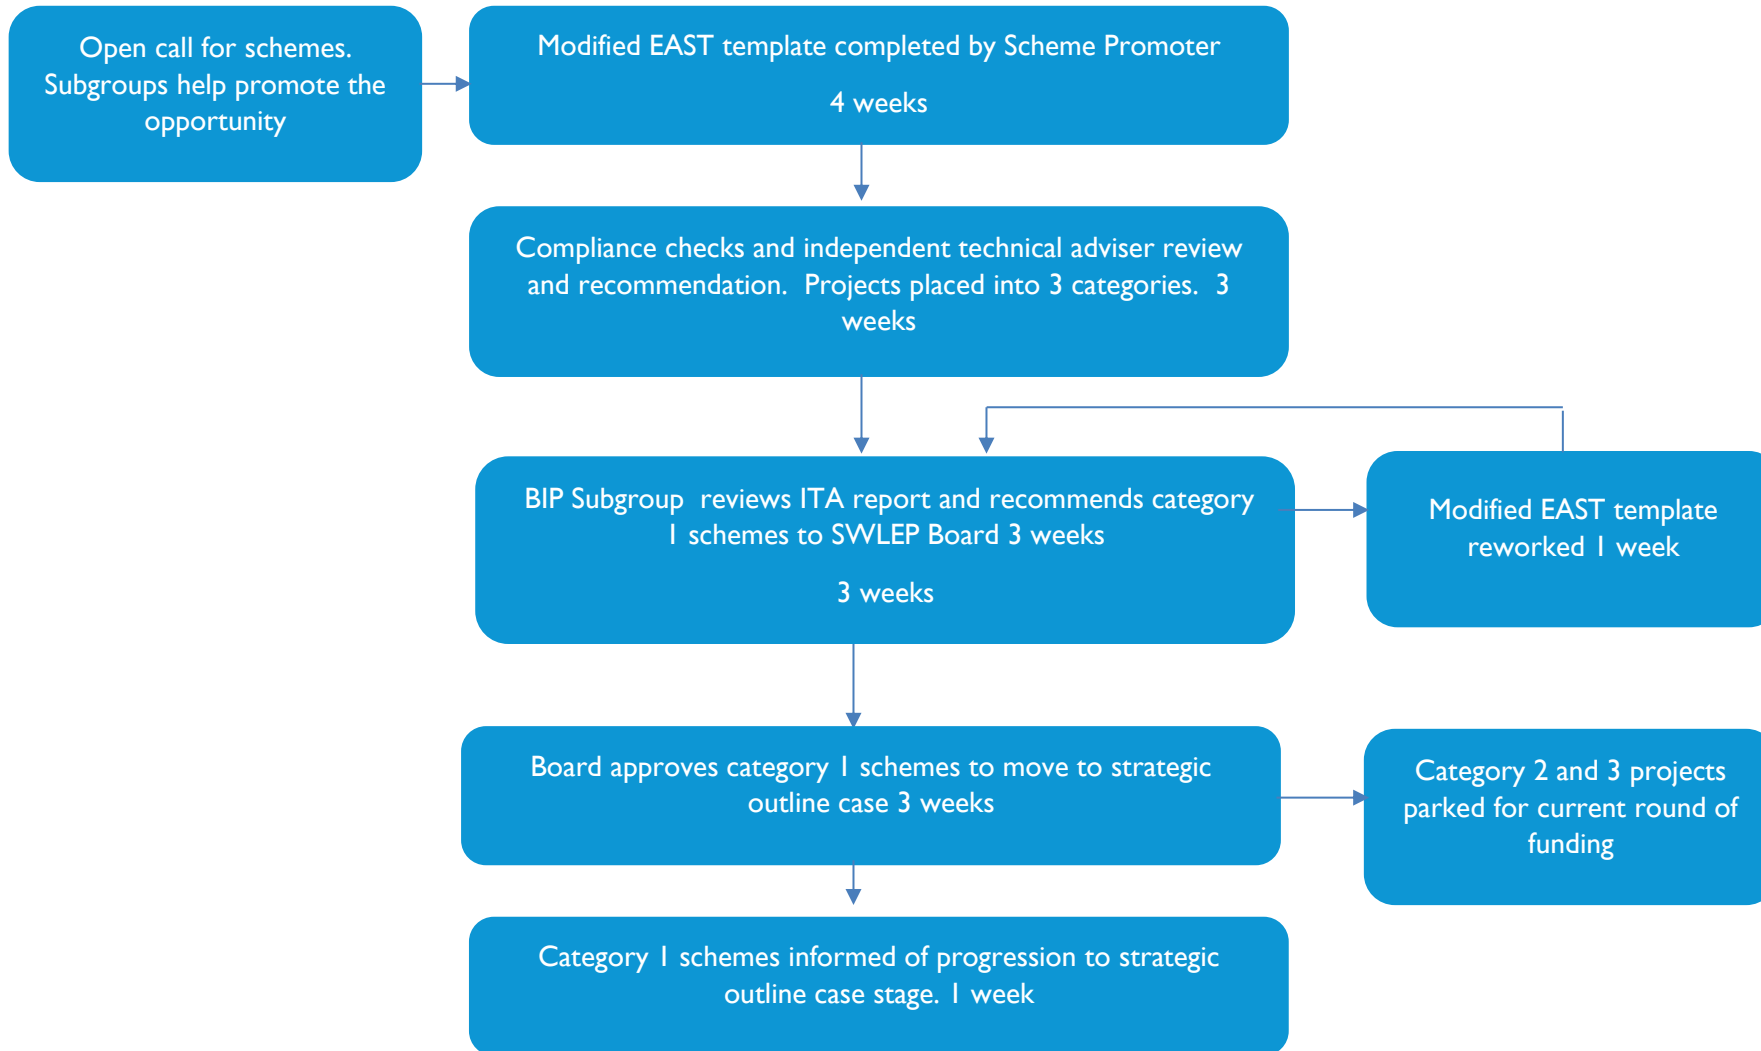 Open call for schemes.
Subgroups help promote the
opportunity
Modified EAST template completed by Scheme Promoter
4 weeks
Compliance checks and independent technical adviser review
and recommendation.  Projects placed into 3 categories.  3
weeks
BIP Subgroup  reviews ITA report and recommends category
1 schemes to SWLEP Board 3 weeks
3 weeks
Modified EAST template
reworked 1 week
Board approves category 1 schemes to move to strategic
outline case 3 weeks
Category 2 and 3 projects
parked for current round of
funding
Category 1 schemes informed of progression to strategic
outline case stage. 1 week